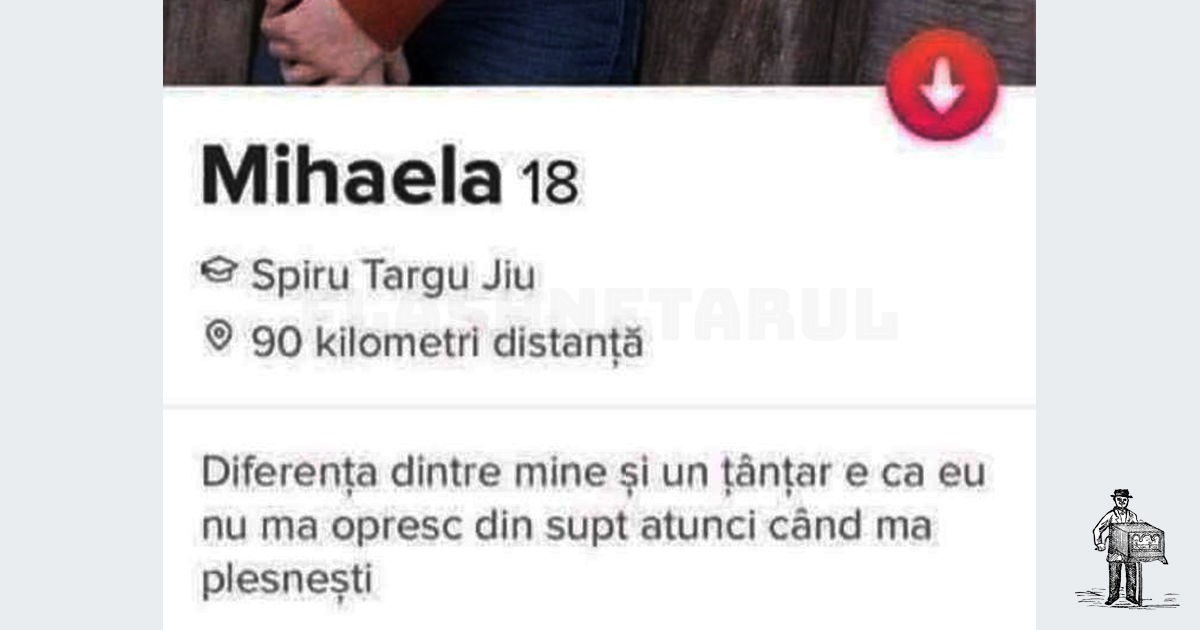 Mihaela 18
Spiru Targu Jiu
90 kilometri distanță
FLASHNETARUL
Diferența dintre mine și un țânțar e ca eu
nu ma opresc din supt atunci când ma
plesnești